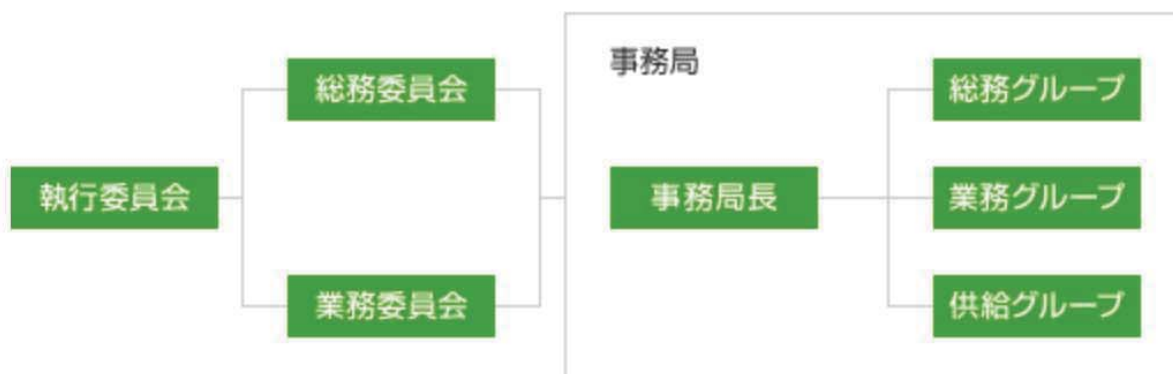 執行委員会
総務委員会
業務委員会
事務局
事務局長
総務グループ
業務グループ
供給グループ